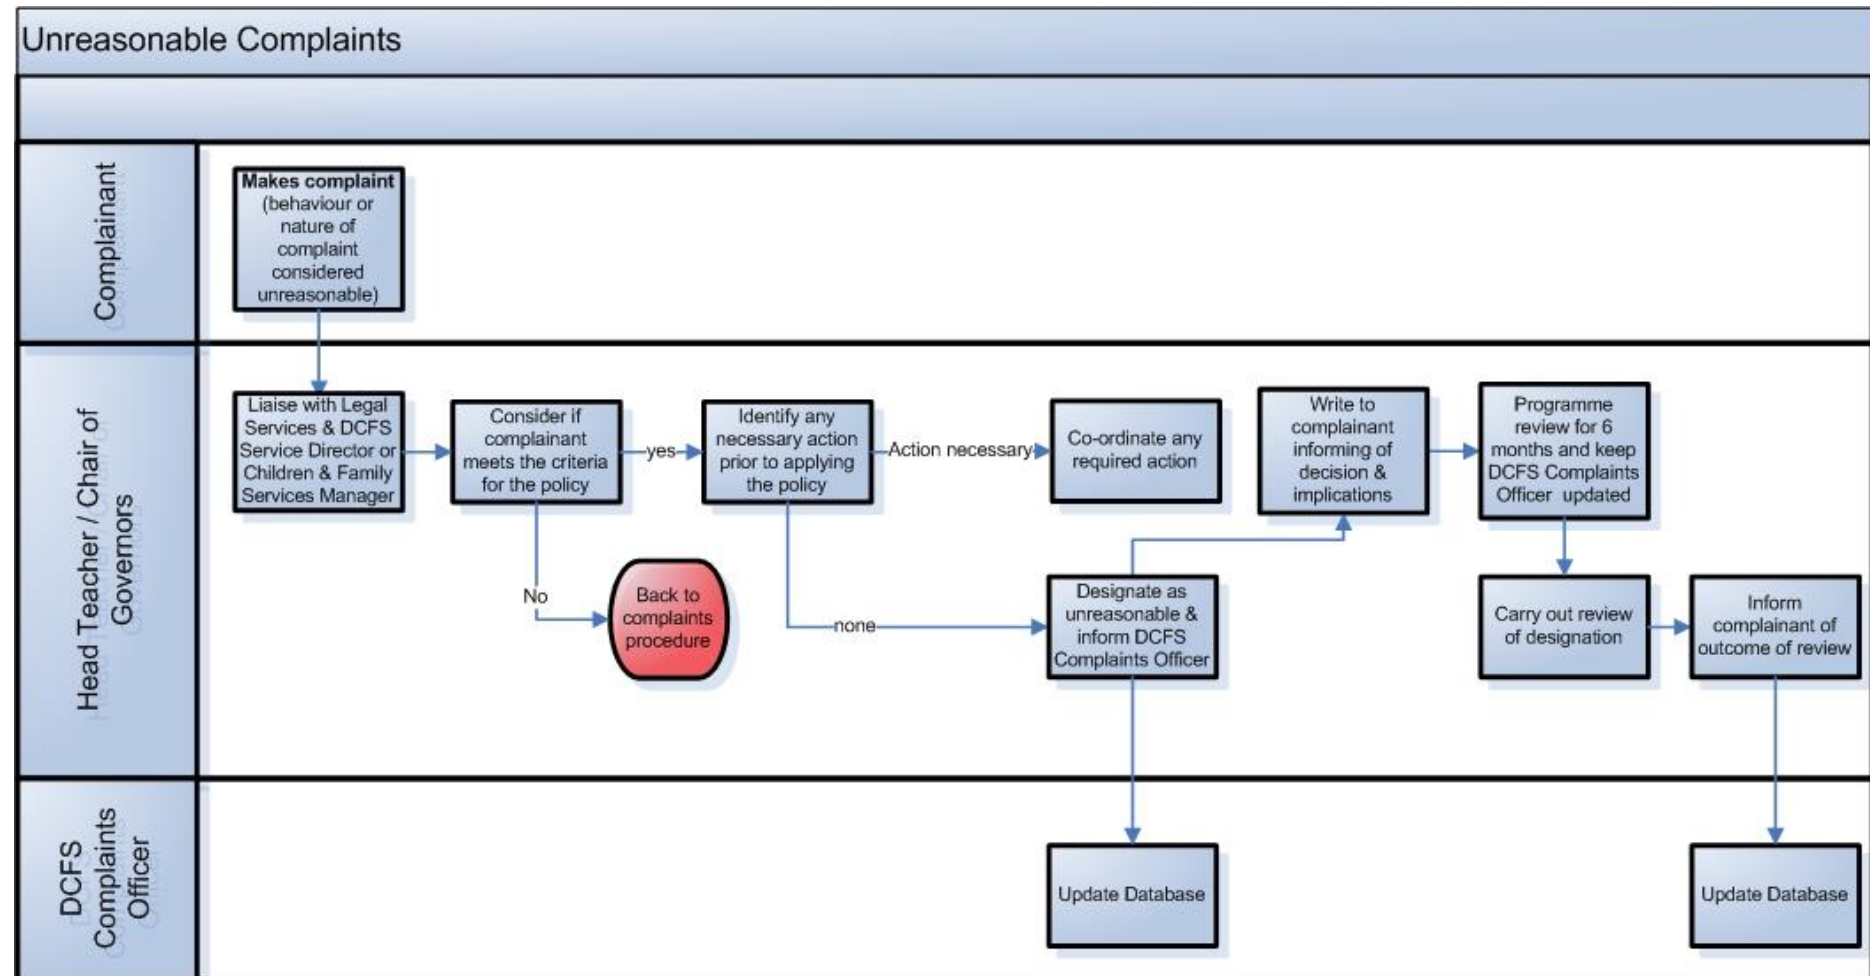 Unreasonable Complaints
Complainant
Makes complaint
(behaviour or
nature of
complaint
considered
unreasonable)
Head Teacher / Chair of
Governors
Liaise with Legal
Services & DCFS
Service Director or
Children & Family
Services Manager
Consider if
complainant
meets the criteria
for the policy
yes
Identify any
necessary action
prior to applying
the policy
Action necessary
Co-ordinate any
required action
Write to
complainant
informing of
decision &
implications
Programme
review for 6
months and keep
DCFS Complaints
Officer updated
No
Back to
complaints
procedure
none
Designate as
unreasonable &
inform DCFS
Complaints Officer
Carry out review
of designation
Inform
complainant of
outcome of review
DCFS
Complaints
Officer
Update Database
Update Database